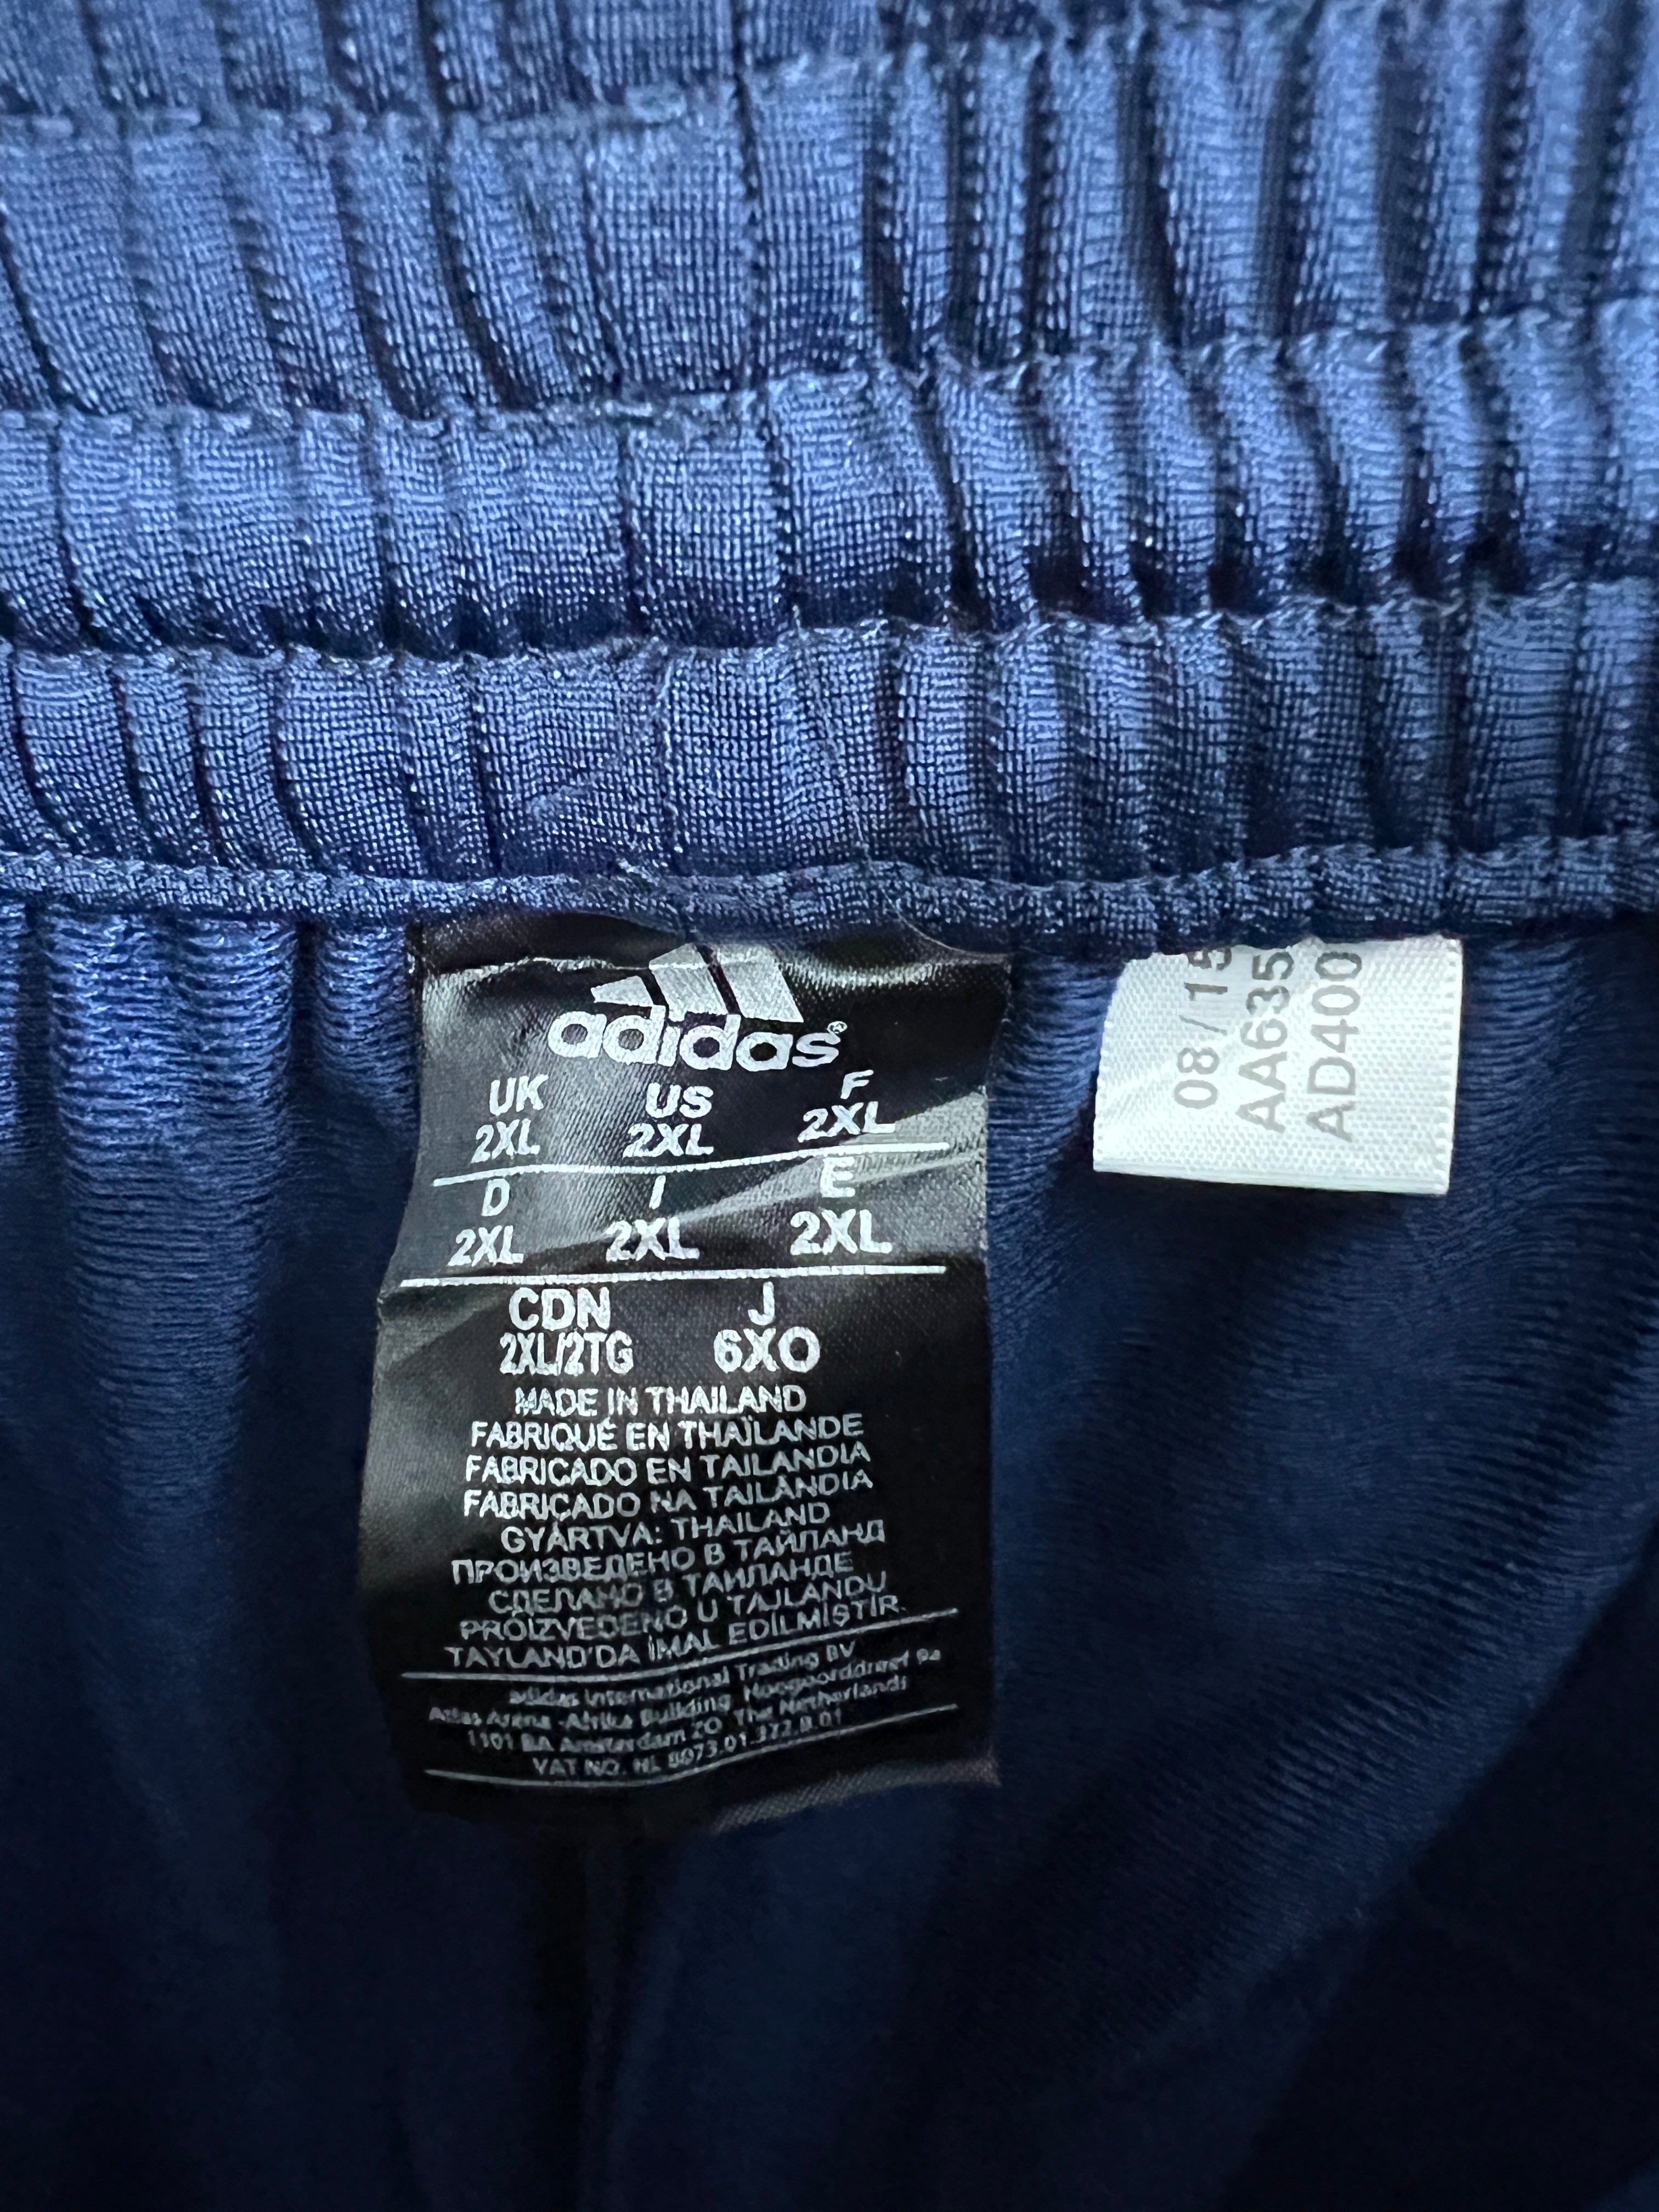 adidas®
UK US F
2XL 2XL 2XL
D I E
2XL 2XL 2XL
CDN J
2XL/2TG 6XO
MADE IN THAILAND
FABRIQUÉ EN THAÏLANDE
FABRICADO EN TAILANDIA
FABRICADO NA TAILÂNDIA
GYÁRTVA: THAILAND
ПРОИЗВЕДЕНО В ТАЙЛАНД
СДЕЛАНО В ТАИЛАНДЕ
PROIZVEDENO U TAJLANDU
TAYLAND'DA İMAL EDİLMİŞTİR.
adidas International Trading BV
Atlas Arena -Afrika Building Hoogoorddreef 9a
1101 BA Amsterdam ZO The Netherlands
VAT NO. NL 8073.01.372.B.01
08/15
AA635
AD400